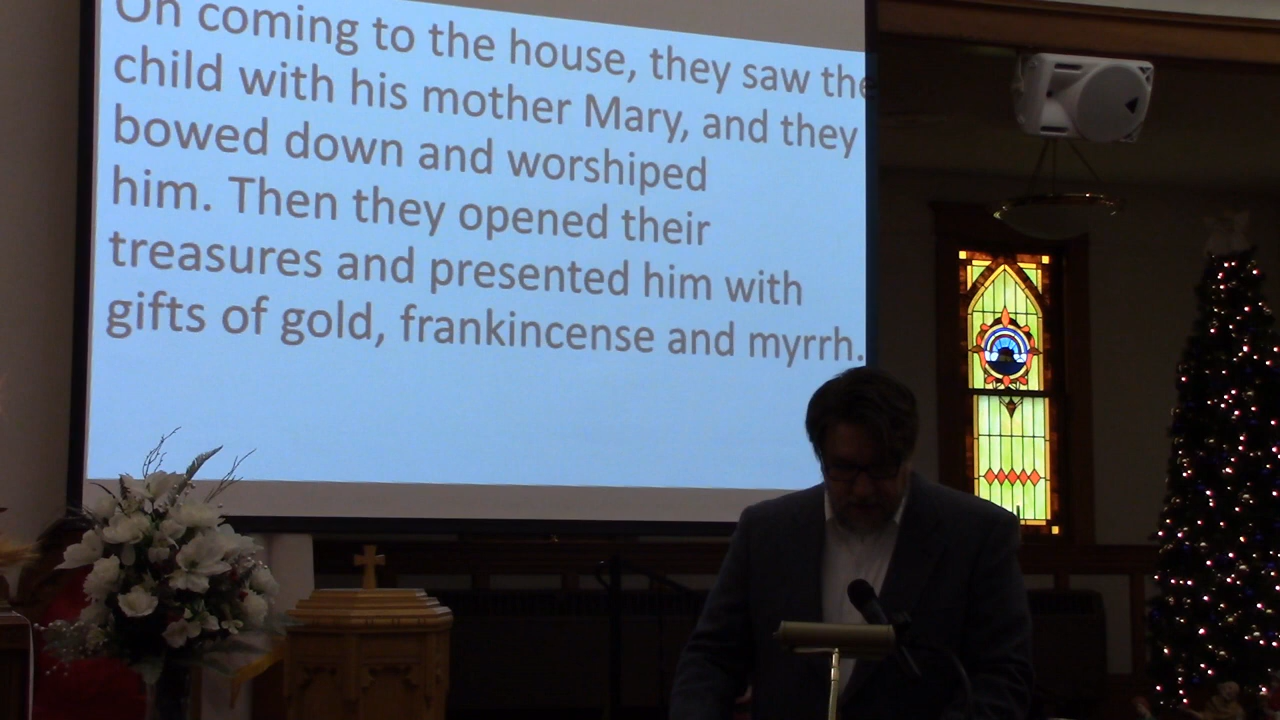 On coming to the house, they saw the
child with his mother Mary, and they
bowed down and worshiped
him. Then they opened their
treasures and presented him with
gifts of gold, frankincense and myrrh.